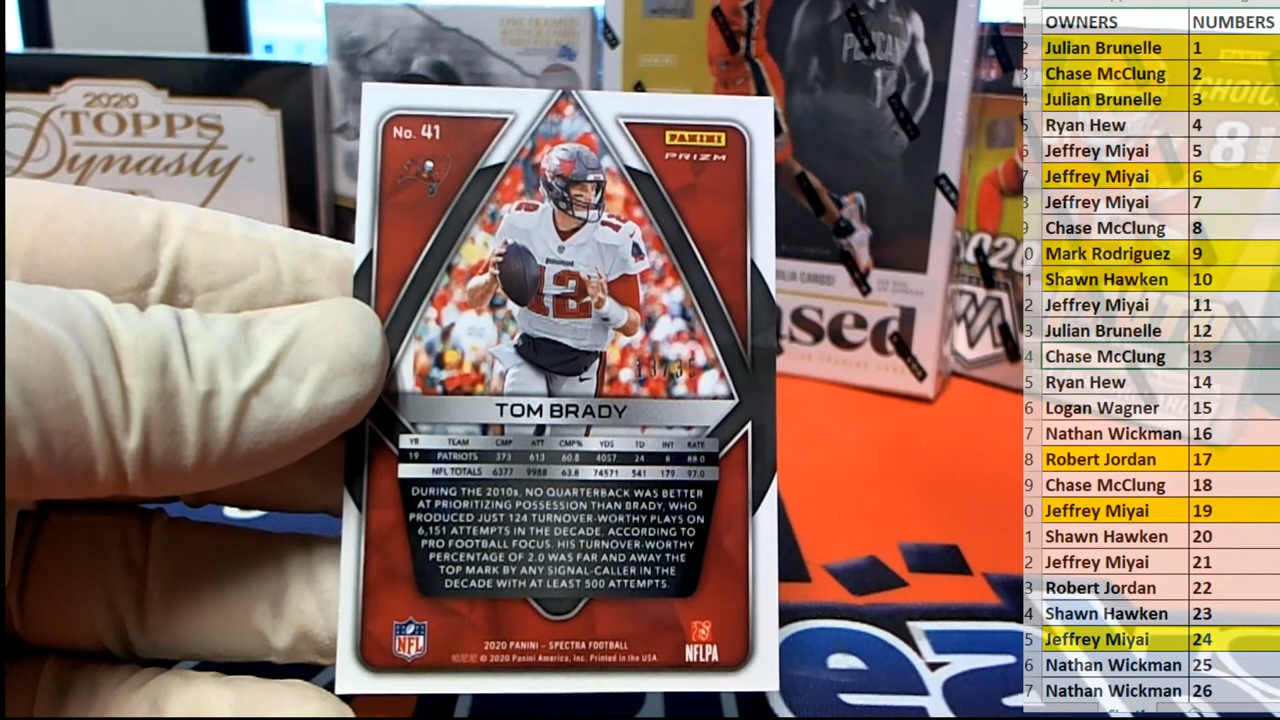 2020
TOPPS
Dynasty
No. 41
PANINI
PRIZM
12
TOM BRADY
YR TEAM CMP ATT CMP% YDS TD INT RATE
19 PATRIOTS 373 613 60.8 4057 24 8 88.0
NFL TOTALS 6377 9988 63.8 74571 541 179 97.0
DURING THE 2010s, NO QUARTERBACK WAS BETTER
AT PRIORITIZING POSSESSION THAN BRADY, WHO
PRODUCED JUST 124 TURNOVER-WORTHY PLAYS ON
6,151 ATTEMPTS IN THE DECADE, ACCORDING TO
PRO FOOTBALL FOCUS. HIS TURNOVER-WORTHY
PERCENTAGE OF 2.0 WAS FAR AND AWAY THE
TOP MARK BY ANY SIGNAL-CALLER IN THE
DECADE WITH AT LEAST 500 ATTEMPTS.
NFL
2020 PANINI – SPECTRA FOOTBALL
© 2020 Panini America, Inc. Printed in the USA.
NFLPA
OWNERS NUMBERS
Julian Brunelle 1
Chase McClung 2
Julian Brunelle 3
Ryan Hew 4
Jeffrey Miyai 5
Jeffrey Miyai 6
Jeffrey Miyai 7
Chase McClung 8
Mark Rodriguez 9
Shawn Hawken 10
Jeffrey Miyai 11
Julian Brunelle 12
Chase McClung 13
Ryan Hew 14
Logan Wagner 15
Nathan Wickman 16
Robert Jordan 17
Chase McClung 18
Jeffrey Miyai 19
Shawn Hawken 20
Jeffrey Miyai 21
Robert Jordan 22
Shawn Hawken 23
Jeffrey Miyai 24
Nathan Wickman 25
Nathan Wickman 26